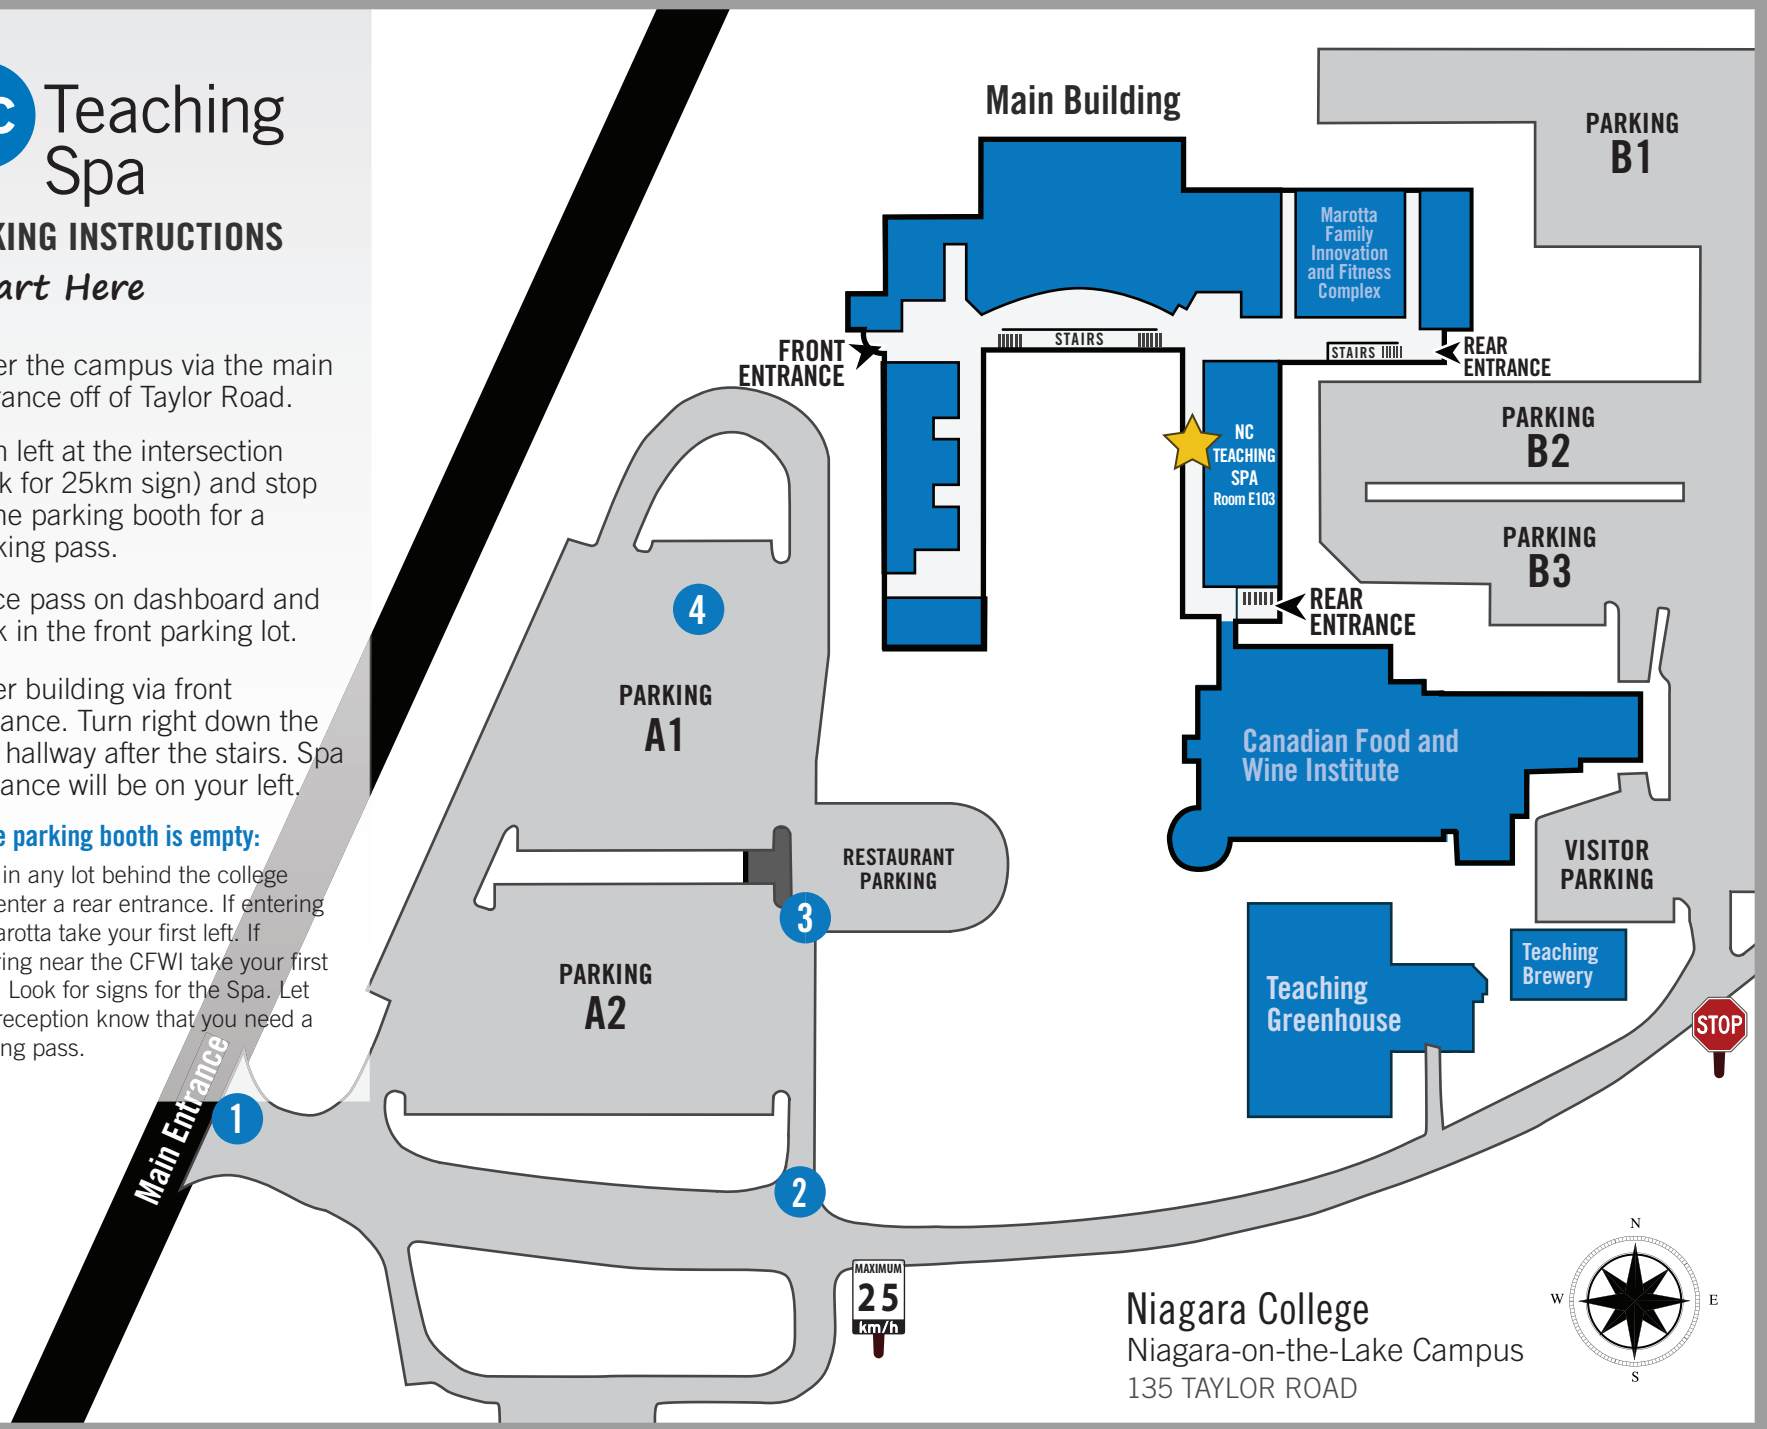 C
Teaching
Spa
KING INSTRUCTIONS
art Here
er the campus via the main
rance off of Taylor Road.
n left at the intersection
k for 25km sign) and stop
he parking booth for a
king pass.
ce pass on dashboard and
k in the front parking lot.
er building via front
ance. Turn right down the
hallway after the stairs. Spa
ance will be on your left.
e parking booth is empty:
in any lot behind the college
enter a rear entrance. If entering
arotta take your first left. If
ring near the CFWI take your first
. Look for signs for the Spa. Let
reception know that you need a
ng pass.
Main Entrance
1
2
3
4
Main Building
Marotta
Family
Innovation
and Fitness
Complex
STAIRS
STAIRS
FRONT
ENTRANCE
REAR
ENTRANCE
NC
TEACHING
SPA
Room E103
REAR
ENTRANCE
PARKING
B1
PARKING
B2
PARKING
B3
PARKING
A1
PARKING
A2
RESTAURANT
PARKING
Canadian Food and
Wine Institute
VISITOR
PARKING
Teaching
Brewery
Teaching
Greenhouse
STOP
MAXIMUM
25
km/h
Niagara College
Niagara-on-the-Lake Campus
135 TAYLOR ROAD
N
W
E
S